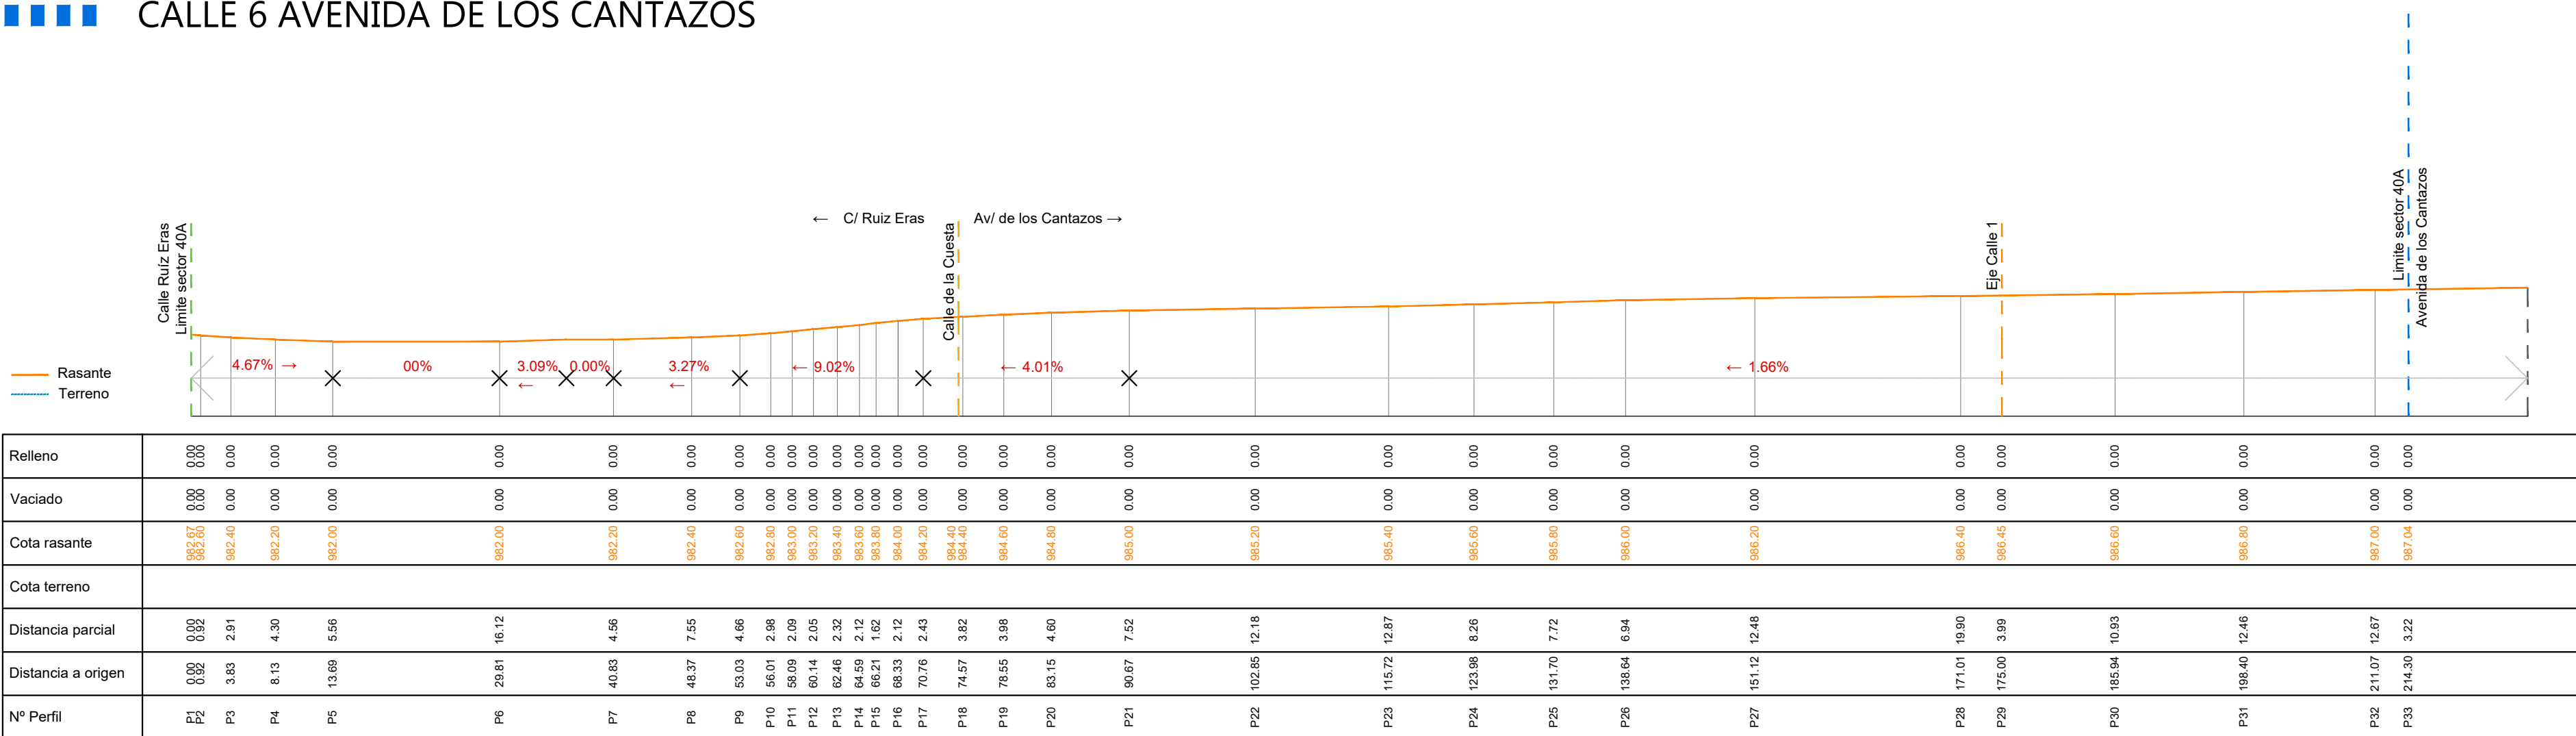 CALLE 6 AVENIDA DE LOS CANTAZOS
Calle Ruíz Eras
Limite sector 40A
← C/ Ruiz Eras
Av/ de los Cantazos →
Calle de la Cuesta
Eje Calle 1
Limite sector 40A
Avenida de los Cantazos
4.67% →
00%
3.09%
←
0.00%
3.27%
←
← 9.02%
← 4.01%
← 1.66%
Rasante
Terreno
Relleno 0.00 0.00 0.00 0.00 0.00 0.00 0.00 0.00 0.00 0.00 0.00 0.00 0.00 0.00 0.00 0.00 0.00 0.00 0.00 0.00 0.00 0.00 0.00 0.00 0.00 0.00 0.00 0.00 0.00 0.00 0.00 0.00 0.00
Vaciado 0.00 0.00 0.00 0.00 0.00 0.00 0.00 0.00 0.00 0.00 0.00 0.00 0.00 0.00 0.00 0.00 0.00 0.00 0.00 0.00 0.00 0.00 0.00 0.00 0.00 0.00 0.00 0.00 0.00 0.00 0.00 0.00 0.00
Cota rasante 982.67 982.60 982.40 982.20 982.00 982.00 982.20 982.40 982.60 982.80 983.00 983.20 983.40 983.60 983.80 984.00 984.20 984.40 984.40 984.60 984.80 985.00 985.20 985.40 985.60 985.80 986.00 986.20 986.40 986.45 986.60 986.80 987.00 987.04
Cota terreno
Distancia parcial 0.00 0.92 2.91 4.30 5.56 16.12 4.56 7.55 4.66 2.98 2.09 2.05 2.32 2.12 1.62 2.12 2.43 3.82 3.98 4.60 7.52 12.18 12.87 8.26 7.72 6.94 12.48 19.90 3.99 10.93 12.46 12.67 3.22
Distancia a origen 0.00 0.92 3.83 8.13 13.69 29.81 40.83 48.37 53.03 56.01 58.09 60.14 62.46 64.59 66.21 68.33 70.76 74.57 78.55 83.15 90.67 102.85 115.72 123.98 131.70 138.64 151.12 171.01 175.00 185.94 198.40 211.07 214.30
Nº Perfil P1 P2 P3 P4 P5 P6 P7 P8 P9 P10 P11 P12 P13 P14 P15 P16 P17 P18 P19 P20 P21 P22 P23 P24 P25 P26 P27 P28 P29 P30 P31 P32 P33